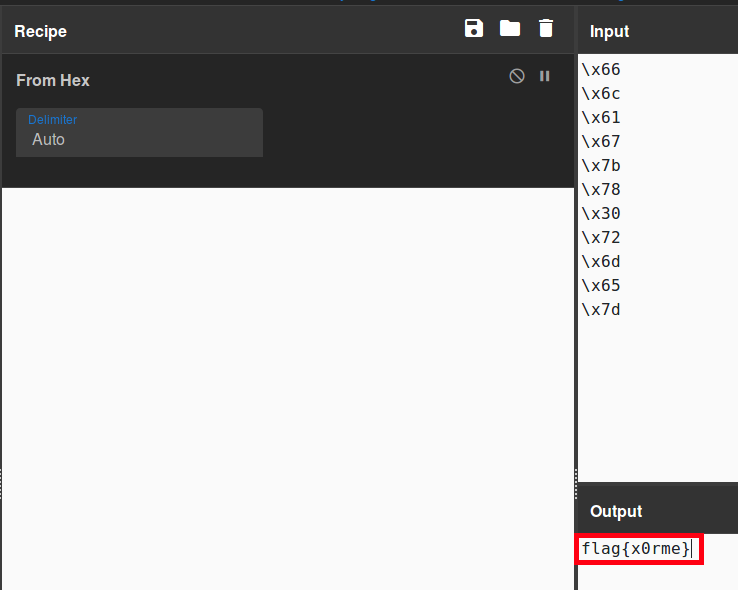 Recipe
From Hex
Delimiter
Auto
Input
\x66
\x6c
\x61
\x67
\x7b
\x78
\x30
\x72
\x6d
\x65
\x7d
Output
flag{x0rme}